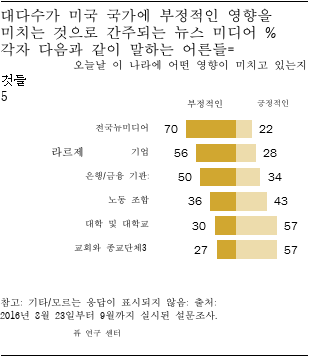 대다수가 미국 국가에 부정적인 영향을
미치는 것으로 간주되는 뉴스 미디어 %
각자 다음과 같이 말하는 어른들=
오늘날 이 나라에 어떤 영향이 미치고 있는지
것들
5
부정적인 긍정적인
전국뉴미디어 70 22
라르제 기업 56 28
은행/금융 기관: 50 34
노동 조합 36 43
대학 및 대학교 30 57
교회와 종교단체3 27 57
참고: 기타/모르는 응답이 표시되지 않음: 출처:
2016년 8월 23일부터 9월까지 실시된 설문조사.
퓨 연구 센터